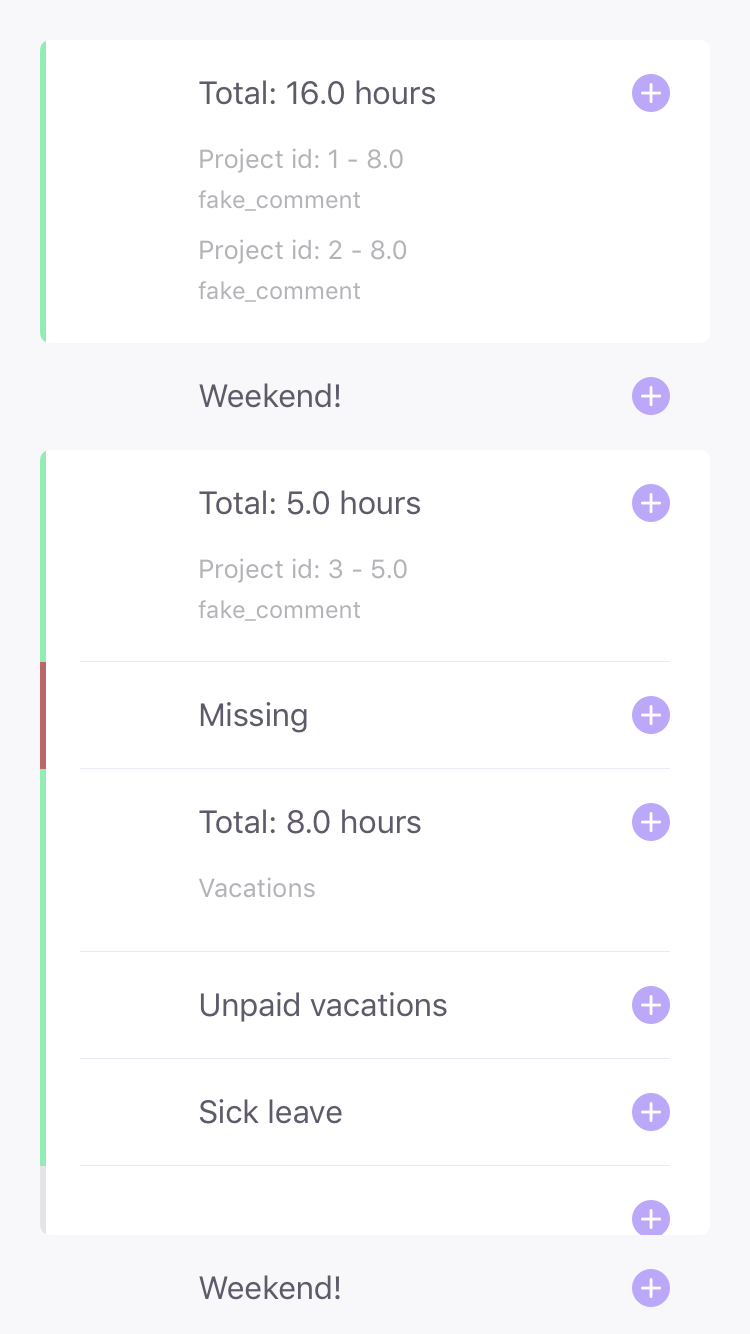 Total: 16.0 hours
Project id: 1 - 8.0
fake_comment
Project id: 2 - 8.0
fake_comment
Weekend!
Total: 5.0 hours
Project id: 3 - 5.0
fake_comment
Missing
Total: 8.0 hours
Vacations
Unpaid vacations
Sick leave
Weekend!